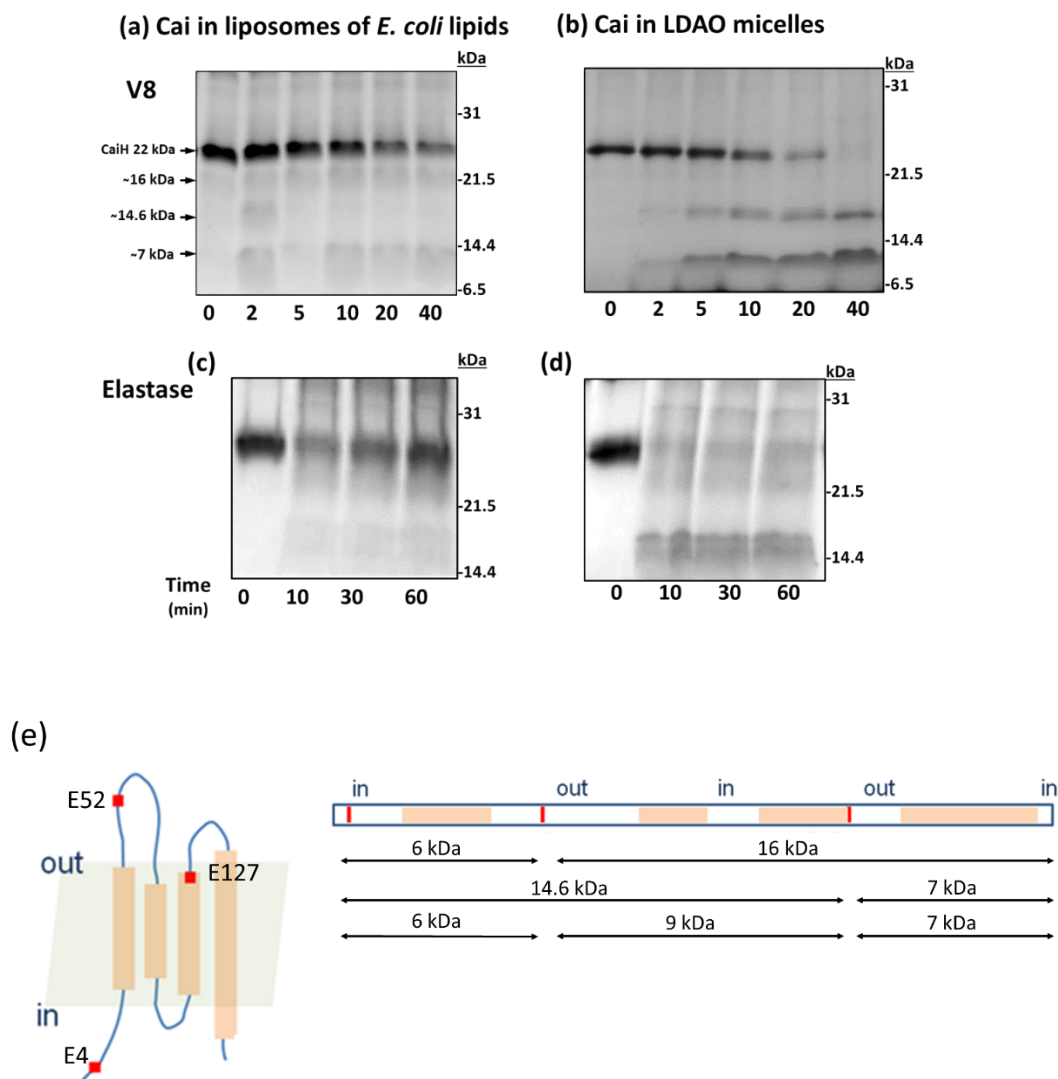 (a) Cai in liposomes of E. coli lipids
(b) Cai in LDAO micelles
V8
kDa
-31
CaiH 22 kDa
-21.5
~16 kDa
~14.6 kDa
-14.4
~7 kDa
-6.5
0 2 5 10 20 40
kDa
-31
-21.5
-14.4
-6.5
0 2 5 10 20 40
Elastase
(c)
kDa
-31
-21.5
-14.4
Time
(min)
0 10 30 60
(d)
kDa
-31
-21.5
-14.4
0 10 30 60
(e)
E52
out
E127
in
E4
in out in out in
6 kDa 16 kDa
14.6 kDa 7 kDa
6 kDa 9 kDa 7 kDa